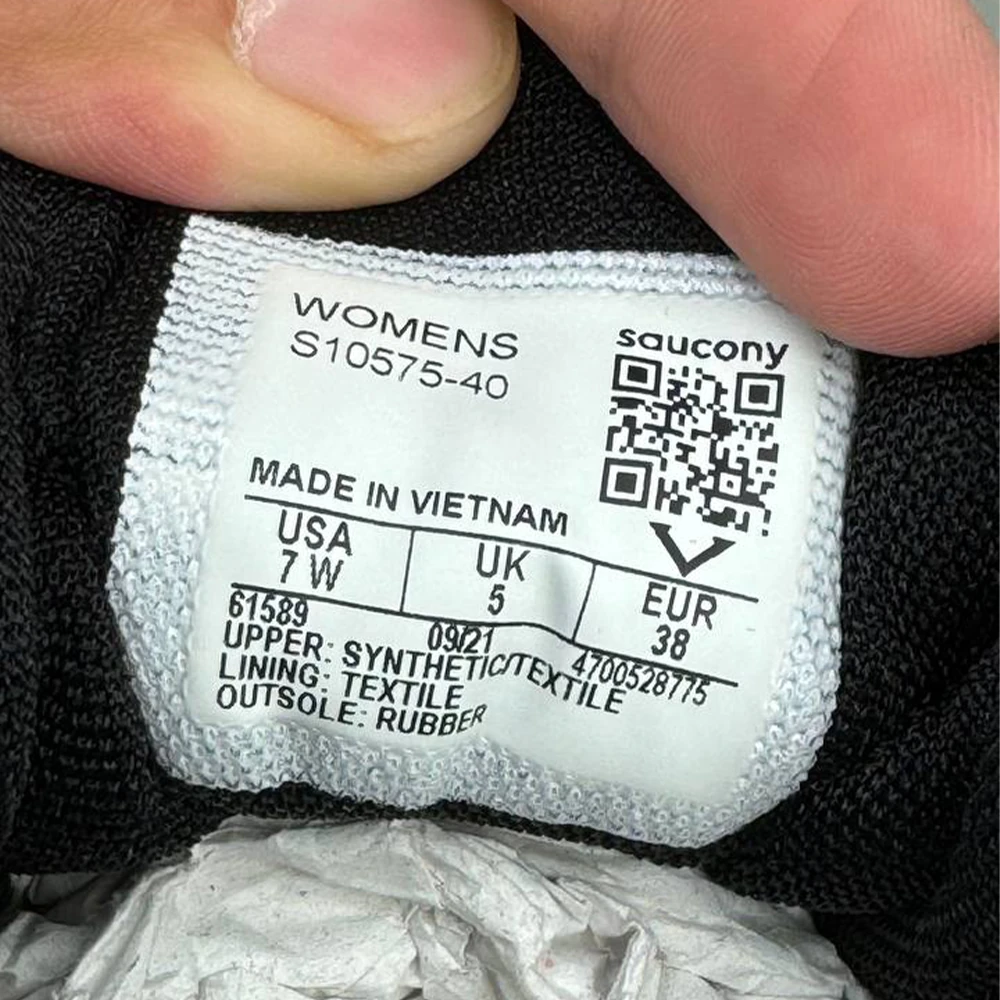 WOMENS
S10575-40
saucony
MADE IN VIETNAM
USA UK EUR
7 W 5 38
61589 09/21 4700528775
UPPER: SYNTHETIC/TEXTILE
LINING: TEXTILE
OUTSOLE: RUBBER